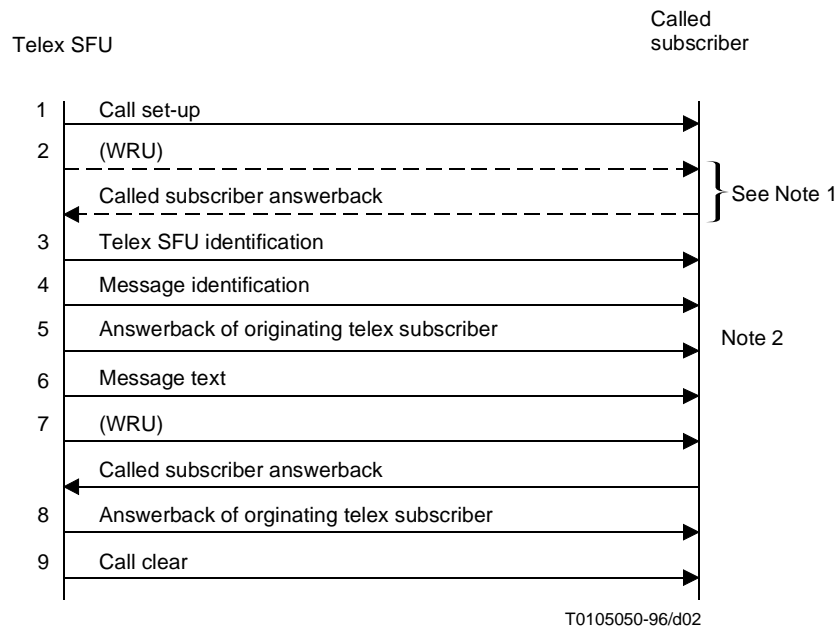 Telex SFU
Called
subscriber
1 Call set-up
2 (WRU)
Called subscriber answerback
See Note 1
3 Telex SFU identification
4 Message identification
5 Answerback of originating telex subscriber
Note 2
6 Message text
7 (WRU)
Called subscriber answerback
8 Answerback of orginating telex subscriber
9 Call clear
T0105050-96/d02